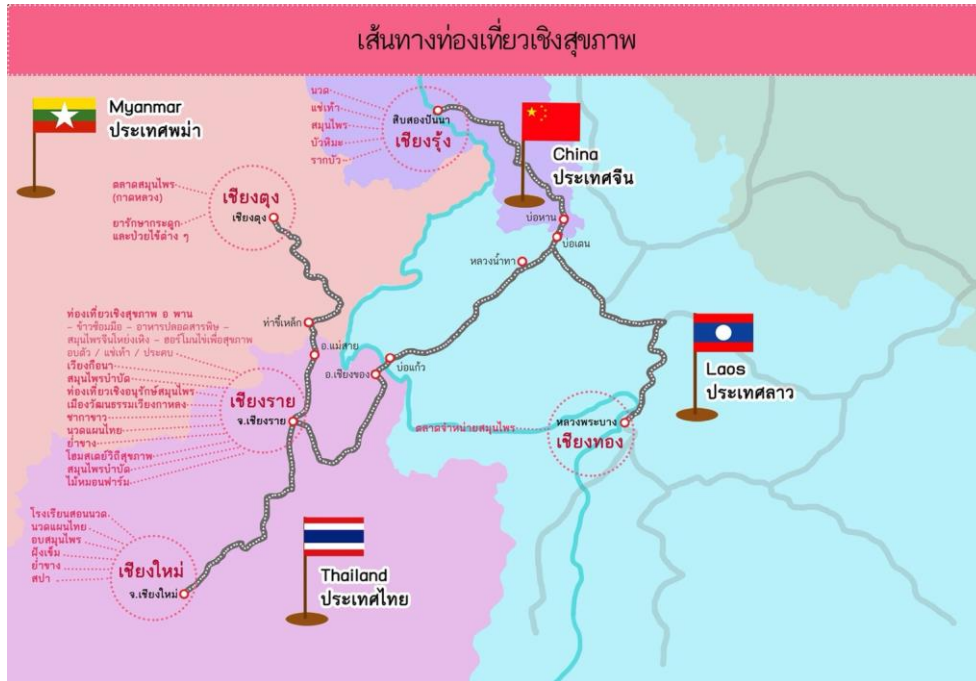 เส้นทางท่องเที่ยวเชิงสุขภาพ
Myanmar
ประเทศพม่า
นวด
แช่เท้า
สมุนไพร
บัวหิมะ
รากบัว
สิบสองปันนา
เชียงรุ้ง
China
ประเทศจีน
ตลาดสมุนไพร
(กาดหลวง)
ยารักษากระดูก
และป่วยไข้ต่าง ๆ
เชียงตุง
เชียงตุง
บ่อหาน
บ่อเตน
หลวงน้ำทา
ท่าขี้เหล็ก
อ.แม่สาย
อ.เชียงของ
บ่อแก้ว
Laos
ประเทศลาว
ท่องเที่ยวเชิงสุขภาพ อ พาน
- ข้าวซ้อมมือ - อาหารปลอดสารพิษ -
สมุนไพรจีนใหย่งเหิง - ฮอร์โมนไข่เพื่อสุขภาพ
อบตัว / แช่เท้า / ประคบ
เวียงกือนา
สมุนไพรบำบัด
ท่องเที่ยวเชิงอนุรักษ์สมุนไพร
เมืองวัฒนธรรมเวียงกาหลง
ชากาขาว
นวดแผนไทย
ย่ำขาง
โฮมสเตย์วิถีสุขภาพ
สมุนไพรบำบัด
ไม้หมอนฟาร์ม
เชียงราย
จ.เชียงราย
ตลาดจำหน่ายสมุนไพร
หลวงพระบาง
เชียงทอง
โรงเรียนสอนนวด
นวดแผนไทย
อบสมุนไพร
ฝังเข็ม
ย่ำขาง
สปา
เชียงใหม่
จ.เชียงใหม่
Thailand
ประเทศไทย